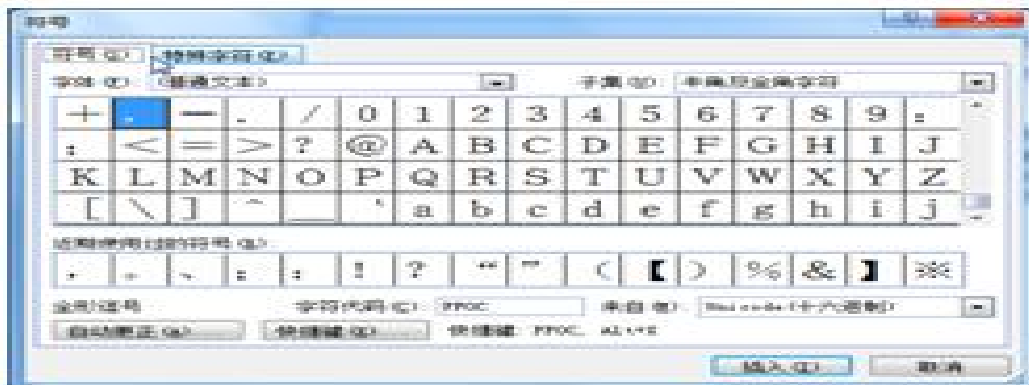 符号
符号(S) 特殊字符(P)
字体(F): (普通文本) 子集(U): 半角及全角字符
+ , - . / 0 1 2 3 4 5 6 7 8 9 :
; < = > ? @ A B C D E F G H I J
K L M N O P Q R S T U V W X Y Z
[ \ ] ^ _ ` a b c d e f g h i j
近期使用过的符号(R):
, 。 、 ; : ! ? “ ” ( 【 ) % & 】 ※
全形逗号 字符代码(C): FF0C 来自(M): Unicode(十六进制)
自动更正(A)... 快捷键(K)... 快捷键: FF0C, Alt+X
插入(I) 取消